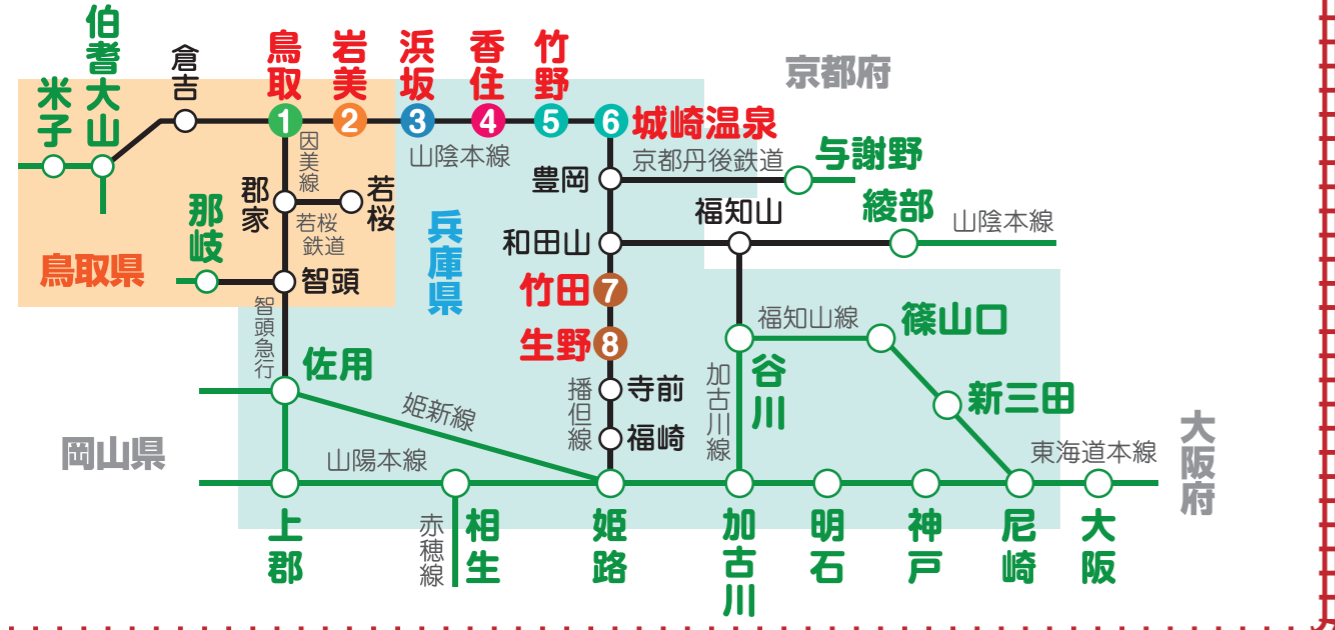 伯耆大山
米子
倉吉
鳥取
岩美
浜坂
香住
竹野
京都府
1
2
3
4
5
6
城崎温泉
山陰本線
因美線
京都丹後鉄道
与謝野
豊岡
郡家
若桜
若桜鉄道
那岐
兵庫県
福知山
綾部
山陰本線
和田山
鳥取県
智頭
竹田
7
智頭急行
生野
8
福知山線
篠山口
佐用
谷川
寺前
播但線
加古川線
新三田
姫新線
福崎
岡山県
山陽本線
東海道本線
大阪府
赤穂線
上郡
相生
姫路
加古川
明石
神戸
尼崎
大阪